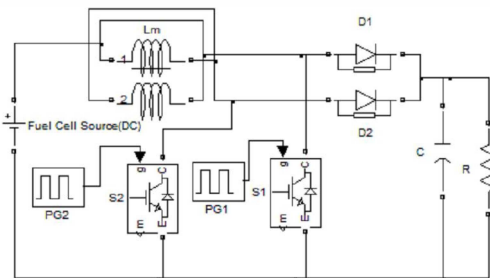 Lm
D1
1
2
+
Fuel Cell Source(DC)
D2
C
R
g
C
S2
E
E
PG2
g
C
S1
E
E
PG1